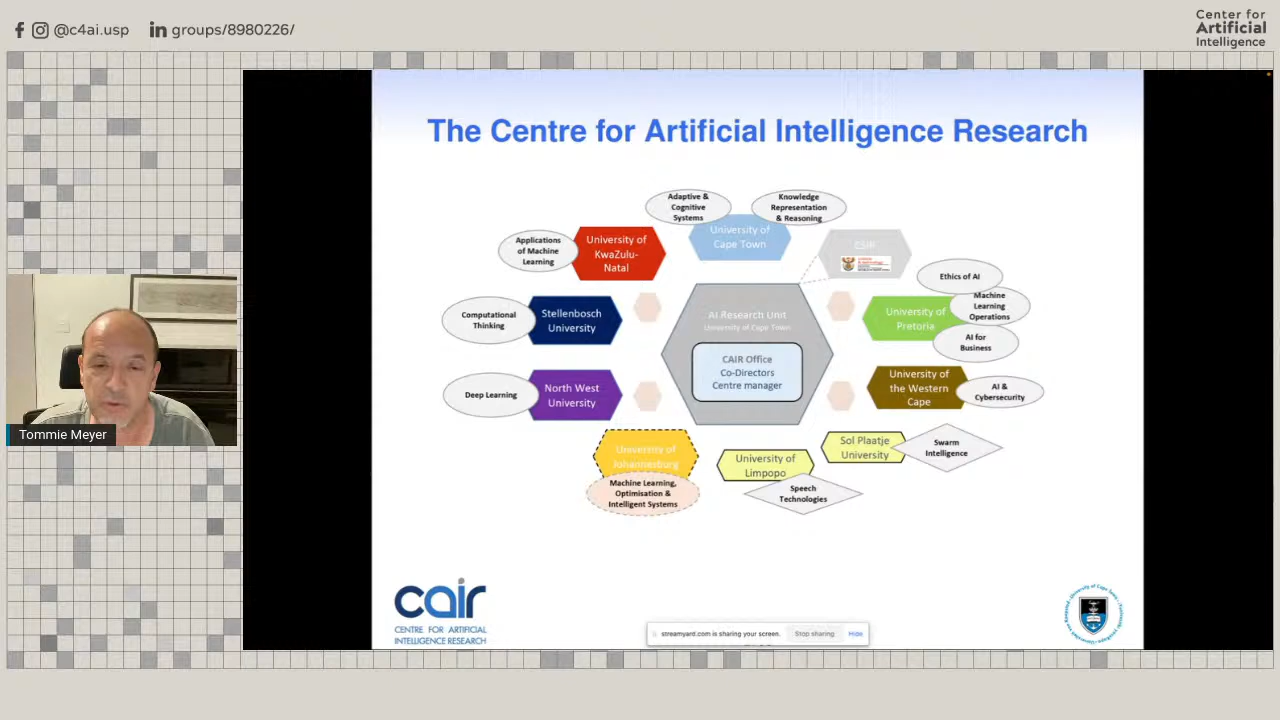 @c4ai.usp
in groups/8980226/
Center for
Artificial
Intelligence
The Centre for Artificial Intelligence Research
Adaptive &
Cognitive
Systems
Knowledge
Representation
& Reasoning
University of
Cape Town
Applications
of Machine
Learning
University of
KwaZulu-
Natal
CSIR
Ethics of AI
Computational
Thinking
Stellenbosch
University
AI Research Unit
University of Cape Town
University of
Pretoria
Machine
Learning
Operations
AI for
Business
CAIR Office
Co-Directors
Centre manager
Deep Learning
North West
University
University of
the Western
Cape
AI &
Cybersecurity
University of
Johannesburg
Machine Learning,
Optimisation &
Intelligent Systems
University of
Limpopo
Speech
Technologies
Sol Plaatje
University
Swarm
Intelligence
Tommie Meyer
cair
CENTRE FOR ARTIFICIAL
INTELLIGENCE RESEARCH
streamyard.com is sharing your screen.
Stop sharing
Hide